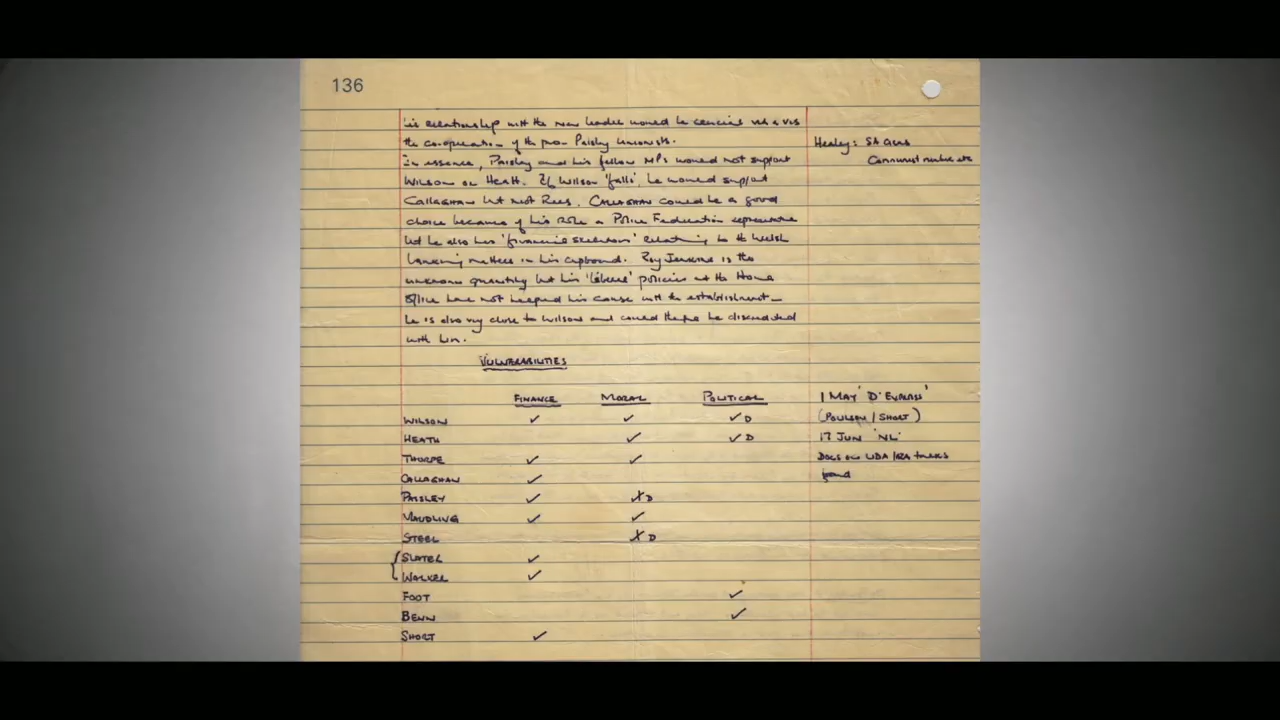 136
his relationship with the new leader would be crucial vis a vis
the co-operation of the pro-Paisley Unionists.
In essence, Paisley and his fellow MPs would not support
Wilson or Heath. If Wilson 'falls', he would support
Callaghan but not Rees. CALLAGHAN could be a good
choice because of his role as Police Federation representative
but he also has 'financial skeletons' relating to the Welsh
banking matters in his cupboard. Roy Jenkins is the
unknown quantity but his 'liberal' policies at the Home
Office have not helped his cause with the establishment -
he is also very close to Wilson and could be discredited
with him.
Healey:
Communist
VULNERABILITIES
FINANCE MORAL POLITICAL
WILSON ✓ ✓ ✓D
HEATH ✓ ✓D
THORPE ✓ ✓
CALLAGHAN ✓
PAISLEY ✓ ✗D
MAUDLING ✓ ✓
STEEL ✗D
{ SLATER ✓
WALKER ✓
FOOT ✓
BENN ✓
SHORT ✓
1 MAY 'D' EXPRESS'
(POULSON / SHORT)
17 JUN 'NL'
DOCS ON UDA/IRA TALKS
found